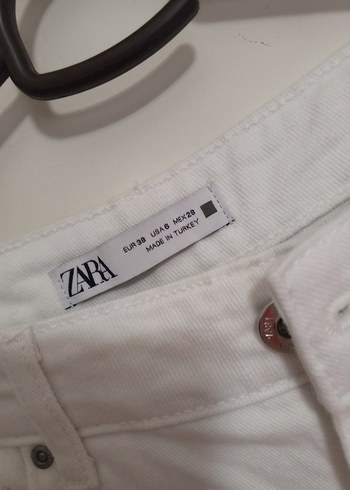 ZARA
EUR 38 USA 6 MEX 28
MADE IN TURKEY